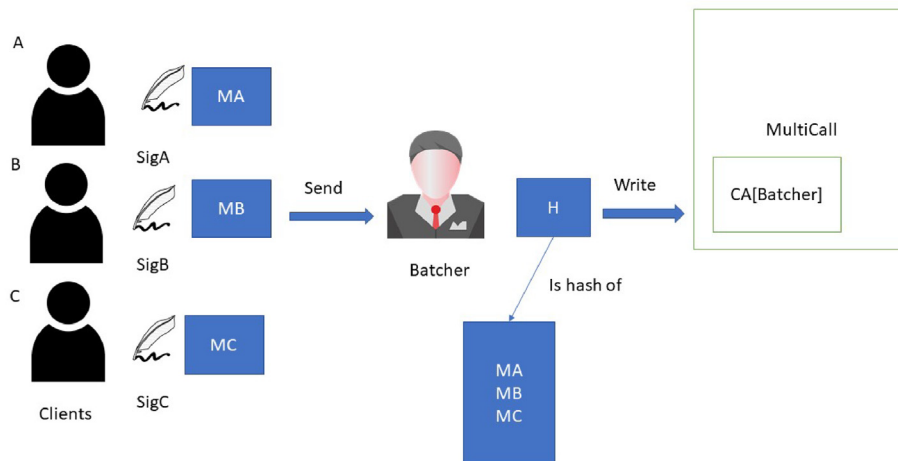 A
MA
SigA
B
MB
SigB
C
MC
SigC
Clients
Send
Batcher
H
Write
Is hash of
MA
MB
MC
MultiCall
CA[Batcher]